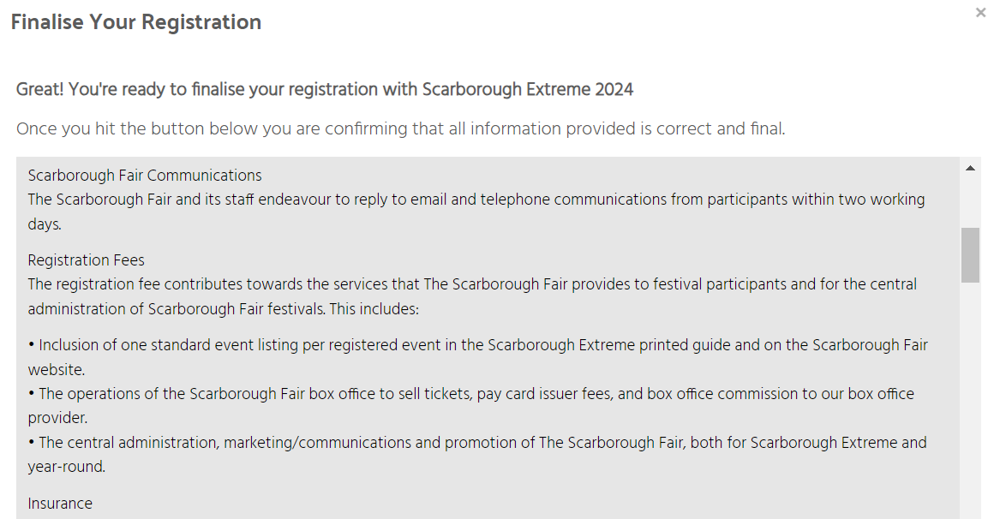 Finalise Your Registration
×
Great! You're ready to finalise your registration with Scarborough Extreme 2024
Once you hit the button below you are confirming that all information provided is correct and final.
Scarborough Fair Communications
The Scarborough Fair and its staff endeavour to reply to email and telephone communications from participants within two working
days.
Registration Fees
The registration fee contributes towards the services that The Scarborough Fair provides to festival participants and for the central
administration of Scarborough Fair festivals. This includes:
• Inclusion of one standard event listing per registered event in the Scarborough Extreme printed guide and on the Scarborough Fair
website.
• The operations of the Scarborough Fair box office to sell tickets, pay card issuer fees, and box office commission to our box office
provider.
• The central administration, marketing/communications and promotion of The Scarborough Fair, both for Scarborough Extreme and
year-round.
Insurance